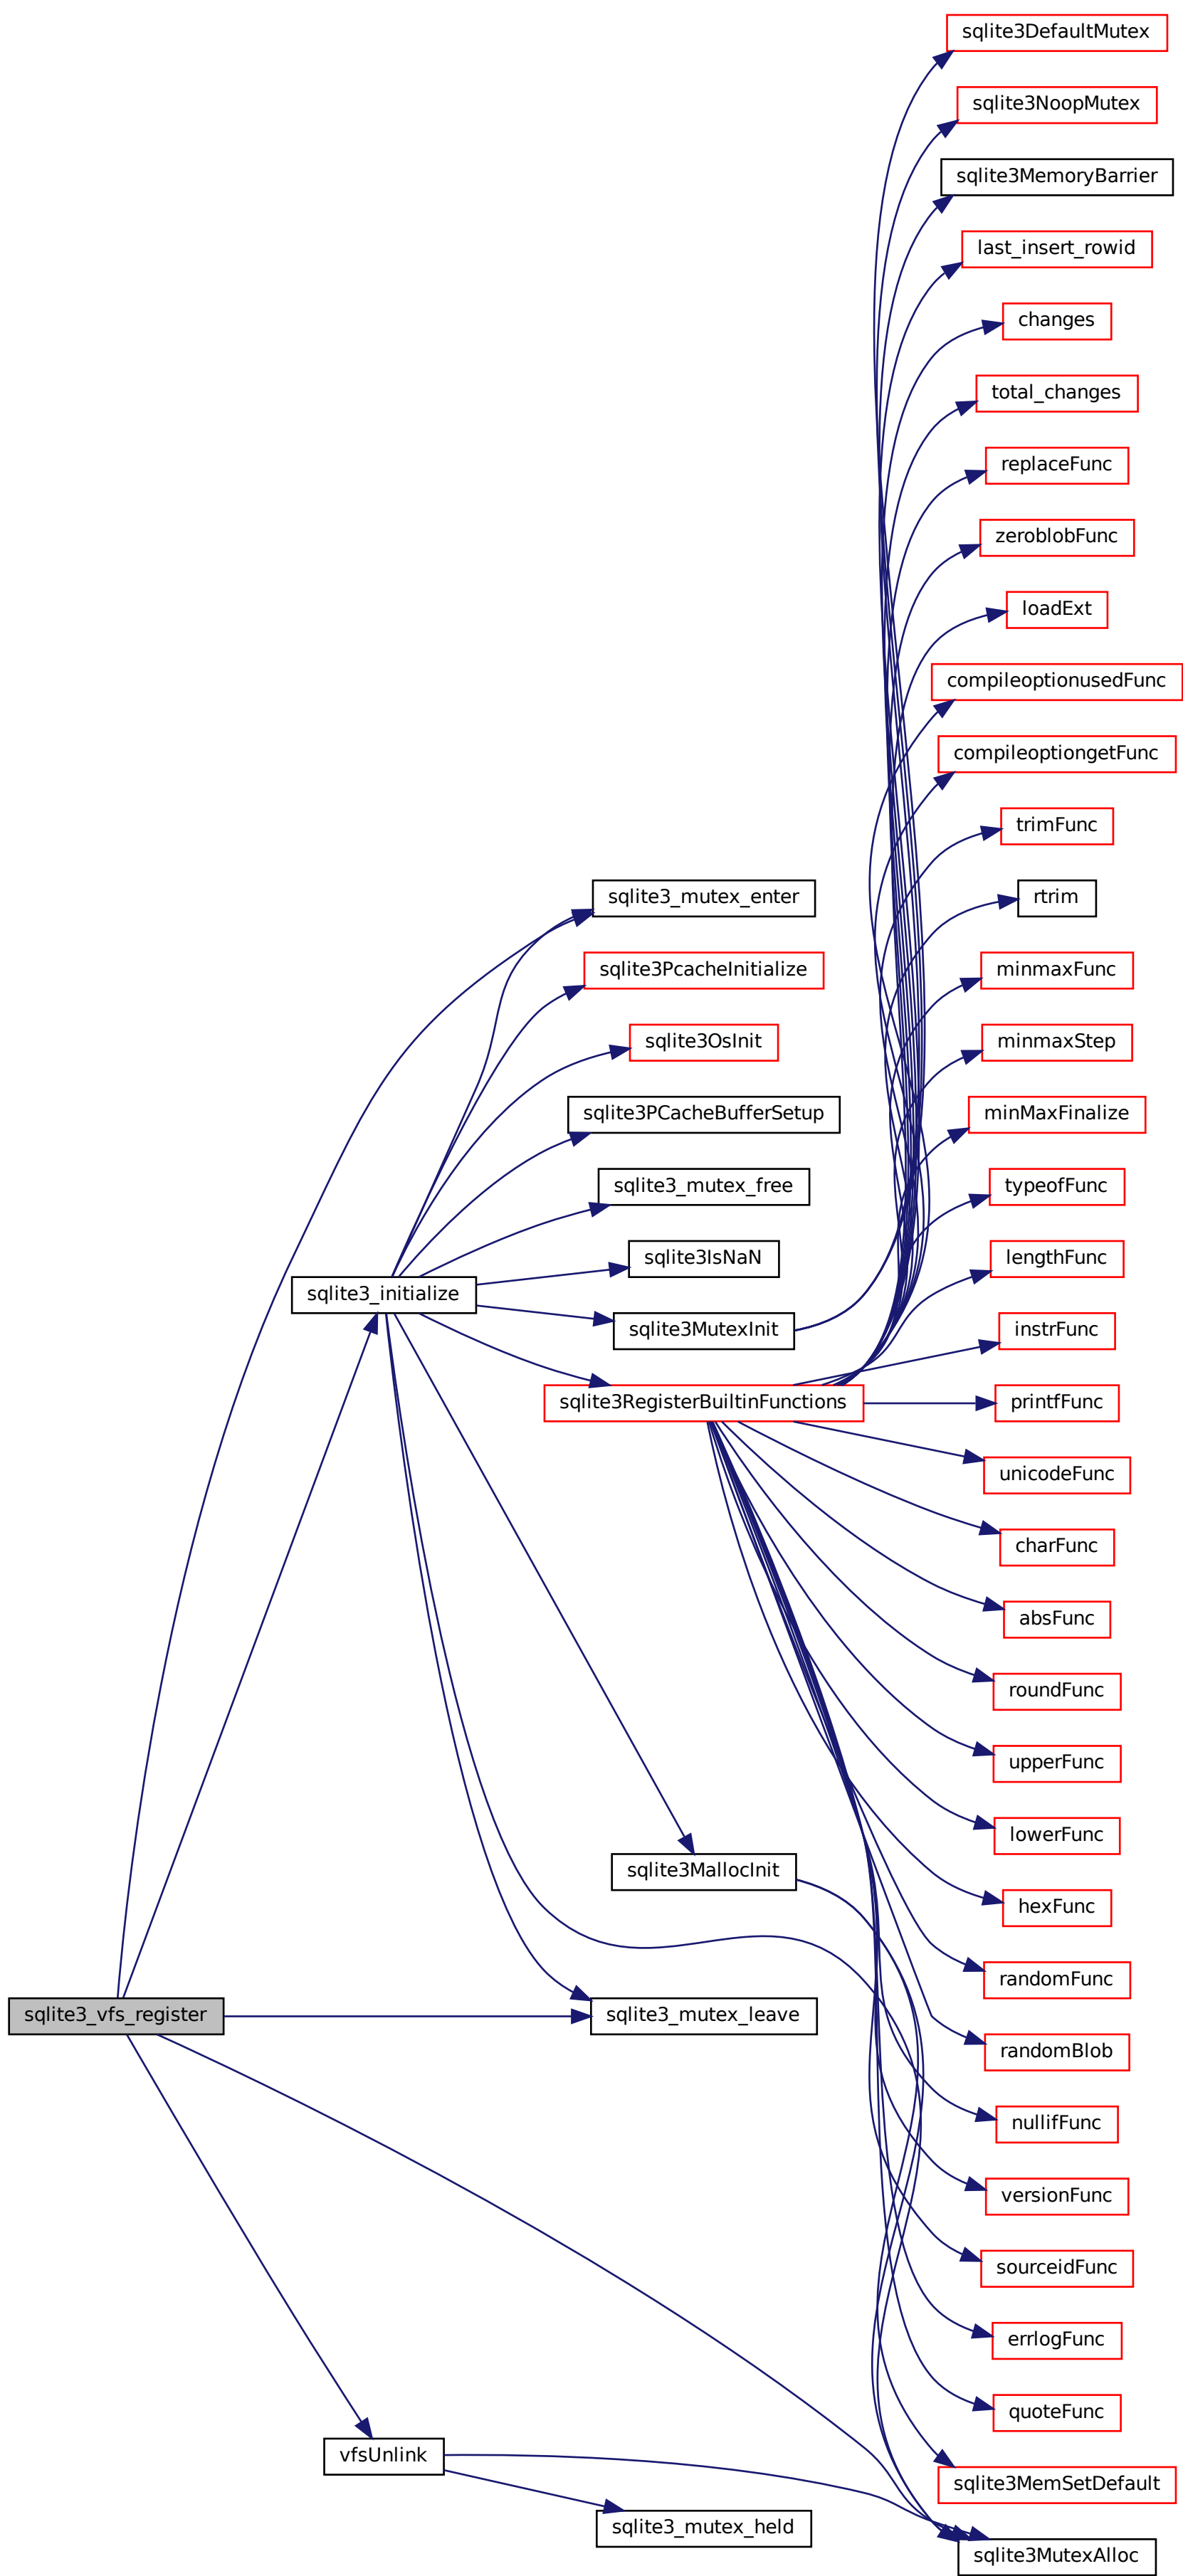 sqlite3DefaultMutex
sqlite3NoopMutex
sqlite3MemoryBarrier
last_insert_rowid
changes
total_changes
replaceFunc
zeroblobFunc
loadExt
compileoptionusedFunc
compileoptiongetFunc
trimFunc
sqlite3_mutex_enter
rtrim
sqlite3PcacheInitialize
minmaxFunc
sqlite3OsInit
minmaxStep
sqlite3PCacheBufferSetup
minMaxFinalize
sqlite3_mutex_free
typeofFunc
sqlite3IsNaN
lengthFunc
sqlite3_initialize
sqlite3MutexInit
instrFunc
sqlite3RegisterBuiltinFunctions
printfFunc
unicodeFunc
charFunc
absFunc
roundFunc
upperFunc
lowerFunc
sqlite3MallocInit
hexFunc
randomFunc
sqlite3_vfs_register
sqlite3_mutex_leave
randomBlob
nullifFunc
versionFunc
sourceidFunc
errlogFunc
quoteFunc
vfsUnlink
sqlite3MemSetDefault
sqlite3_mutex_held
sqlite3MutexAlloc